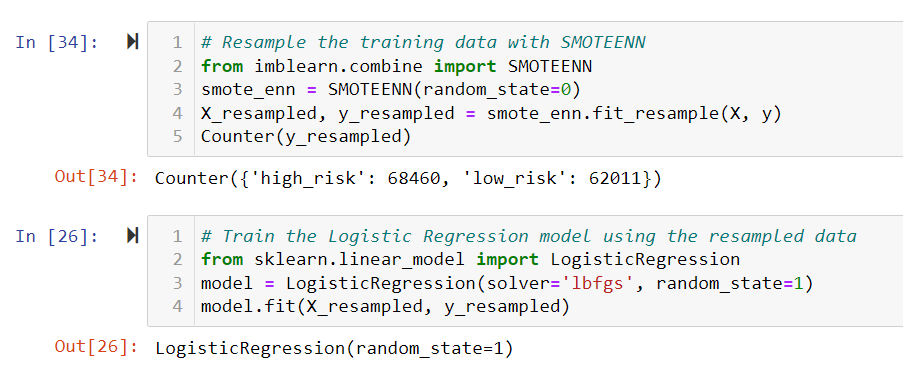 In [34]:
1 # Resample the training data with SMOTEENN
2 from imblearn.combine import SMOTEENN
3 smote_enn = SMOTEENN(random_state=0)
4 X_resampled, y_resampled = smote_enn.fit_resample(X, y)
5 Counter(y_resampled)
Out[34]: Counter({'high_risk': 68460, 'low_risk': 62011})
In [26]:
1 # Train the Logistic Regression model using the resampled data
2 from sklearn.linear_model import LogisticRegression
3 model = LogisticRegression(solver='lbfgs', random_state=1)
4 model.fit(X_resampled, y_resampled)
Out[26]: LogisticRegression(random_state=1)